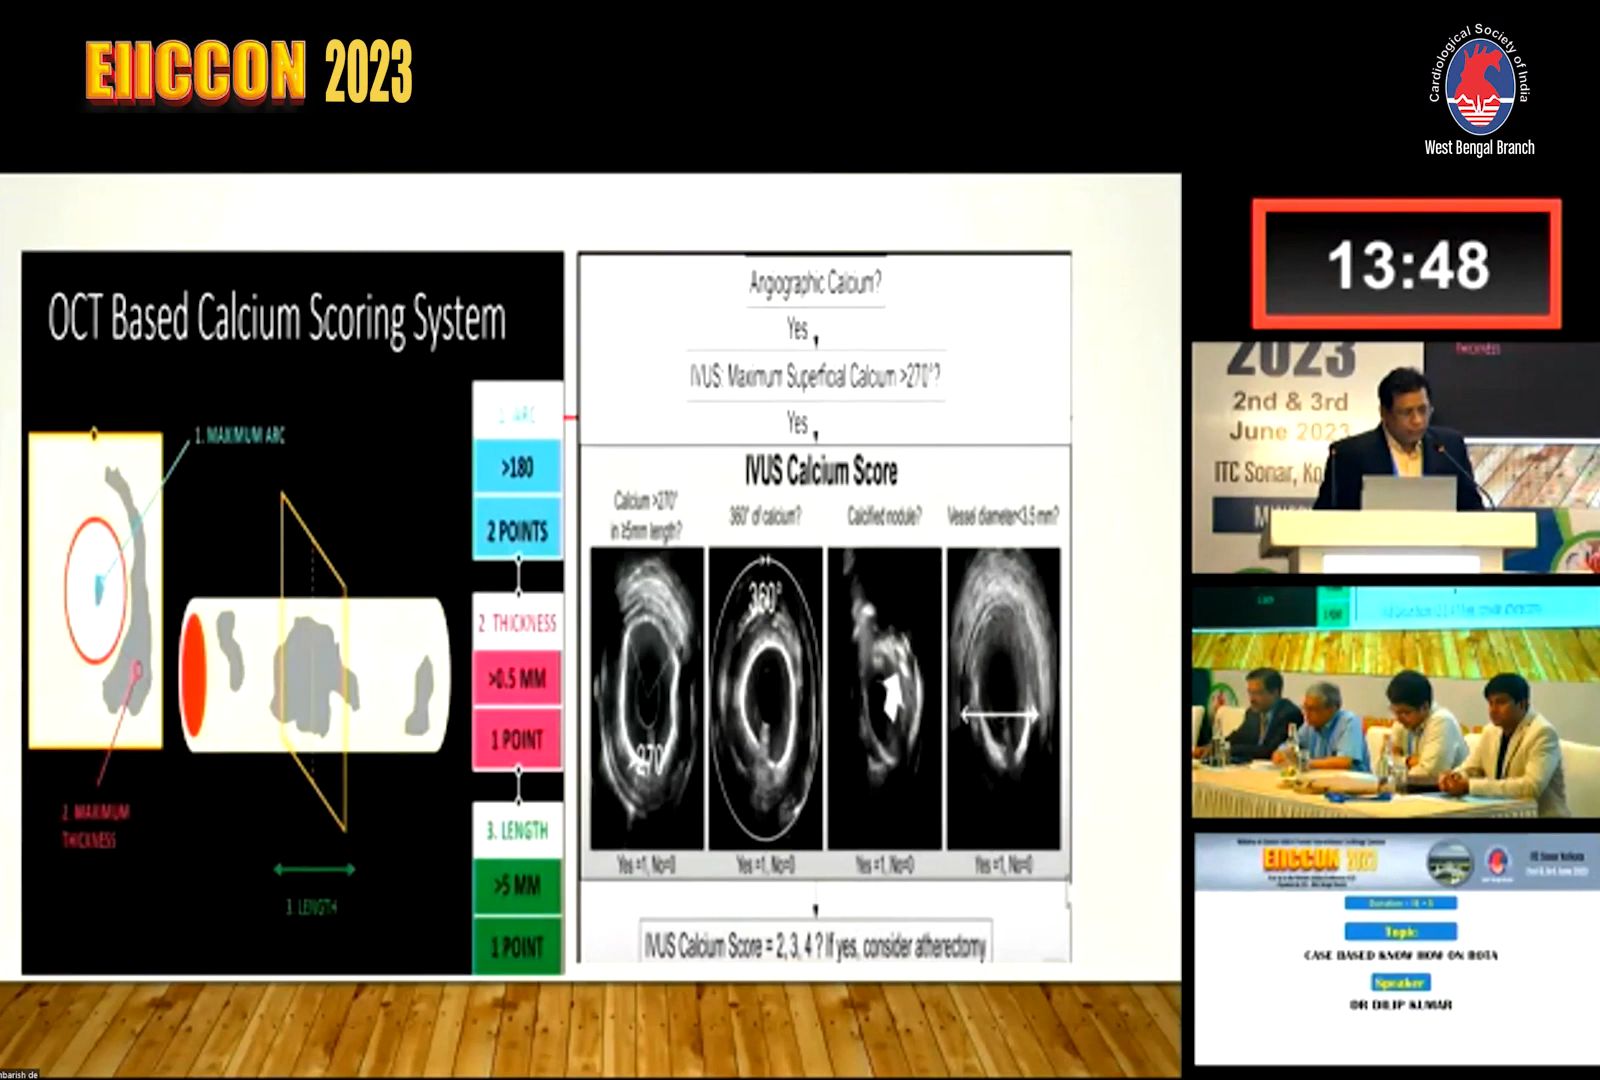 EIICCON 2023
Cardiological Society of India
West Bengal Branch
13:48
OCT Based Calcium Scoring System
1. MAXIMUM ARC
2. MAXIMUM
THICKNESS
3. LENGTH
1. ARC
>180
2 POINTS
2. THICKNESS
>0.5 MM
1 POINT
3. LENGTH
>5 MM
1 POINT
Angiographic Calcium?
Yes
IVUS: Maximum Superficial Calcium >270°?
Yes
IVUS Calcium Score
Calcium >270°
in ≥5mm length?
360° of calcium?
Calcified nodule?
Vessel diameter<3.5 mm?
>270°
360°
Yes =1, No=0
Yes =1, No=0
Yes =1, No=0
Yes =1, No=0
IVUS Calcium Score = 2, 3, 4 ? If yes, consider atherectomy
2023
2nd & 3rd
June 2023
ITC Sonar, Ko
THICKNESS
EIICCON 2023
Topic:
CASE BASED KNOW HOW ON ROTA
Speaker
DR DILIP KUMAR
mbarish de